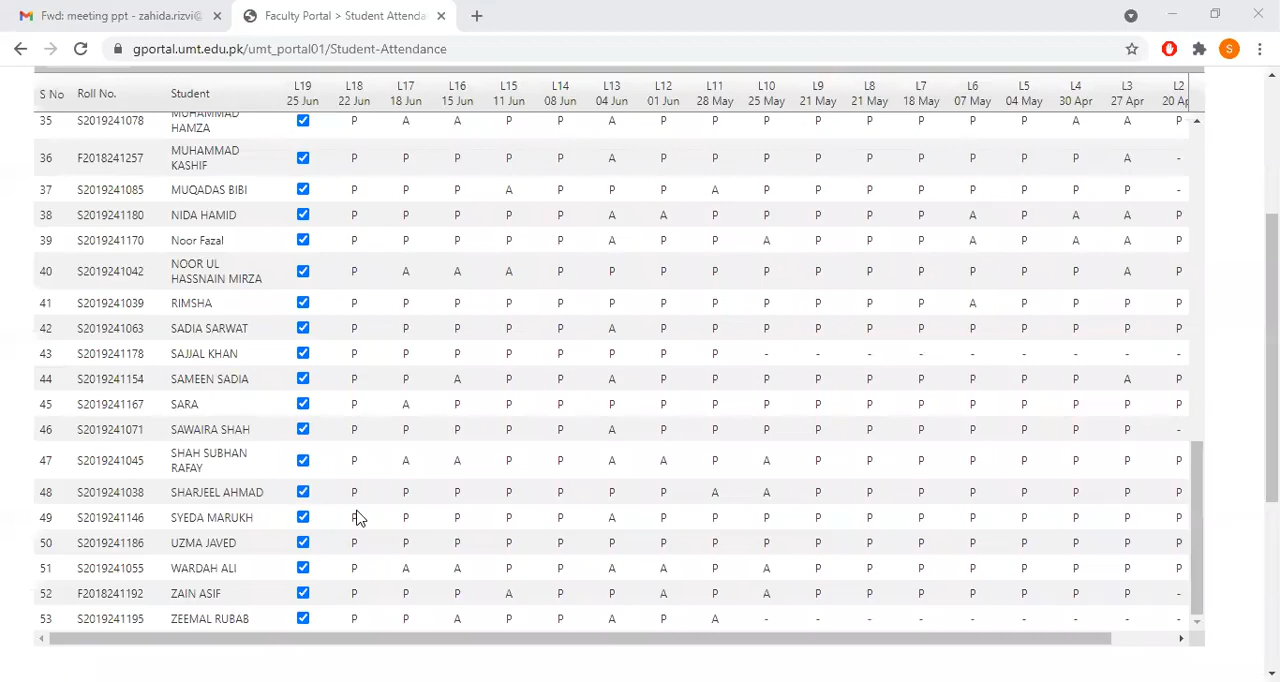 Fwd: meeting ppt - zahida.rizvi@
Faculty Portal > Student Attenda
gportal.umt.edu.pk/umt_portal01/Student-Attendance
S
S No Roll No. Student L19 L18 L17 L16 L15 L14 L13 L12 L11 L10 L9 L8 L7 L6 L5 L4 L3 L2
25 Jun 22 Jun 18 Jun 15 Jun 11 Jun 08 Jun 04 Jun 01 Jun 28 May 25 May 21 May 21 May 18 May 07 May 04 May 30 Apr 27 Apr 20 Ap
35 S2019241078 MUHAMMAD HAMZA P A A P P A P P P P P P P P A A P
36 F2018241257 MUHAMMAD KASHIF P P P P P A P P P P P P P P P A -
37 S2019241085 MUQADAS BIBI P P P A P P P A P P P P P P P P -
38 S2019241180 NIDA HAMID P P P P P A A P P P P P A P A A P
39 S2019241170 Noor Fazal P P P P P A P P A P P P A P A A P
40 S2019241042 NOOR UL HASSNAIN MIRZA P A A A P P P P P P P P P P P A P
41 S2019241039 RIMSHA P P P P P P P P P P P P A P P P P
42 S2019241063 SADIA SARWAT P P P P P A P P P P P P P P P P P
43 S2019241178 SAJJAL KHAN P P P P P P P P - - - - - - - - -
44 S2019241154 SAMEEN SADIA P P A P P A P P P P P P P P P A P
45 S2019241167 SARA P A P P P P P P P P P P P P P P P
46 S2019241071 SAWAIRA SHAH P P P P P A P P P P P P P P P P -
47 S2019241045 SHAH SUBHAN RAFAY P A A P P A A P A P P P P P P P P
48 S2019241038 SHARJEEL AHMAD P P P P P P P A A P P P P P P P P
49 S2019241146 SYEDA MARUKH P P P P P A P P P P P P P P P P P
50 S2019241186 UZMA JAVED P P P P P P P P P P P P P P P P P
51 S2019241055 WARDAH ALI P A A P P A A P A P P P P P P P P
52 F2018241192 ZAIN ASIF P P P A P P A P A P P P P P P P -
53 S2019241195 ZEEMAL RUBAB P P A P P A P A - - - - - - - - -